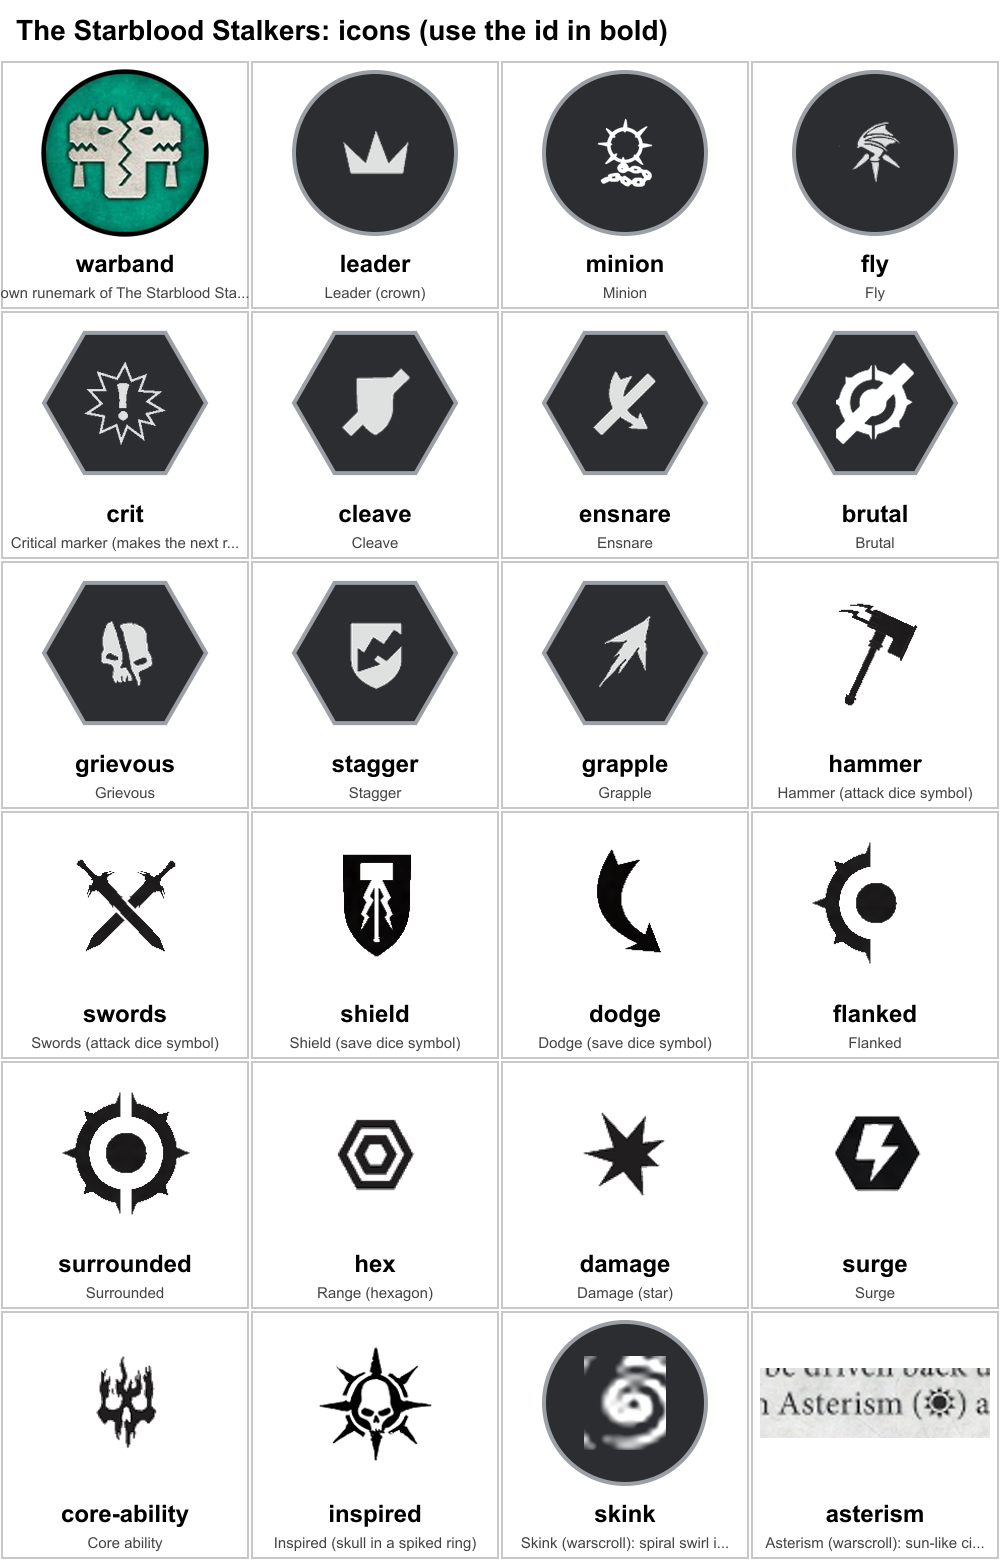 The Starblood Stalkers: icons (use the id in bold)
warband
own runemark of The Starblood Sta...
leader
Leader (crown)
minion
Minion
fly
Fly
crit
Critical marker (makes the next r...
cleave
Cleave
ensnare
Ensnare
brutal
Brutal
grievous
Grievous
stagger
Stagger
grapple
Grapple
hammer
Hammer (attack dice symbol)
swords
Swords (attack dice symbol)
shield
Shield (save dice symbol)
dodge
Dodge (save dice symbol)
flanked
Flanked
surrounded
Surrounded
hex
Range (hexagon)
damage
Damage (star)
surge
Surge
core-ability
Core ability
inspired
Inspired (skull in a spiked ring)
skink
Skink (warscroll): spiral swirl i...
be driven back
Asterism ( ) a
asterism
Asterism (warscroll): sun-like ci...